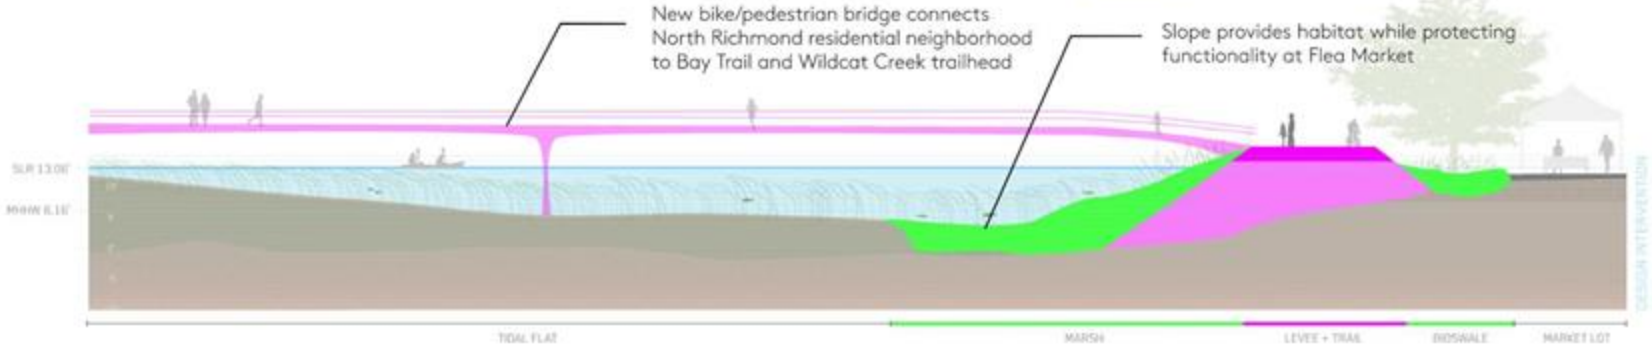 New bike/pedestrian bridge connects
North Richmond residential neighborhood
to Bay Trail and Wildcat Creek trailhead
Slope provides habitat while protecting
functionality at Flea Market
SLR 13.06'
MHHW 6.16'
DESIGN INTERVENTION
TIDAL FLAT
MARSH
LEVEE + TRAIL
BIOSWALE
MARKET LOT